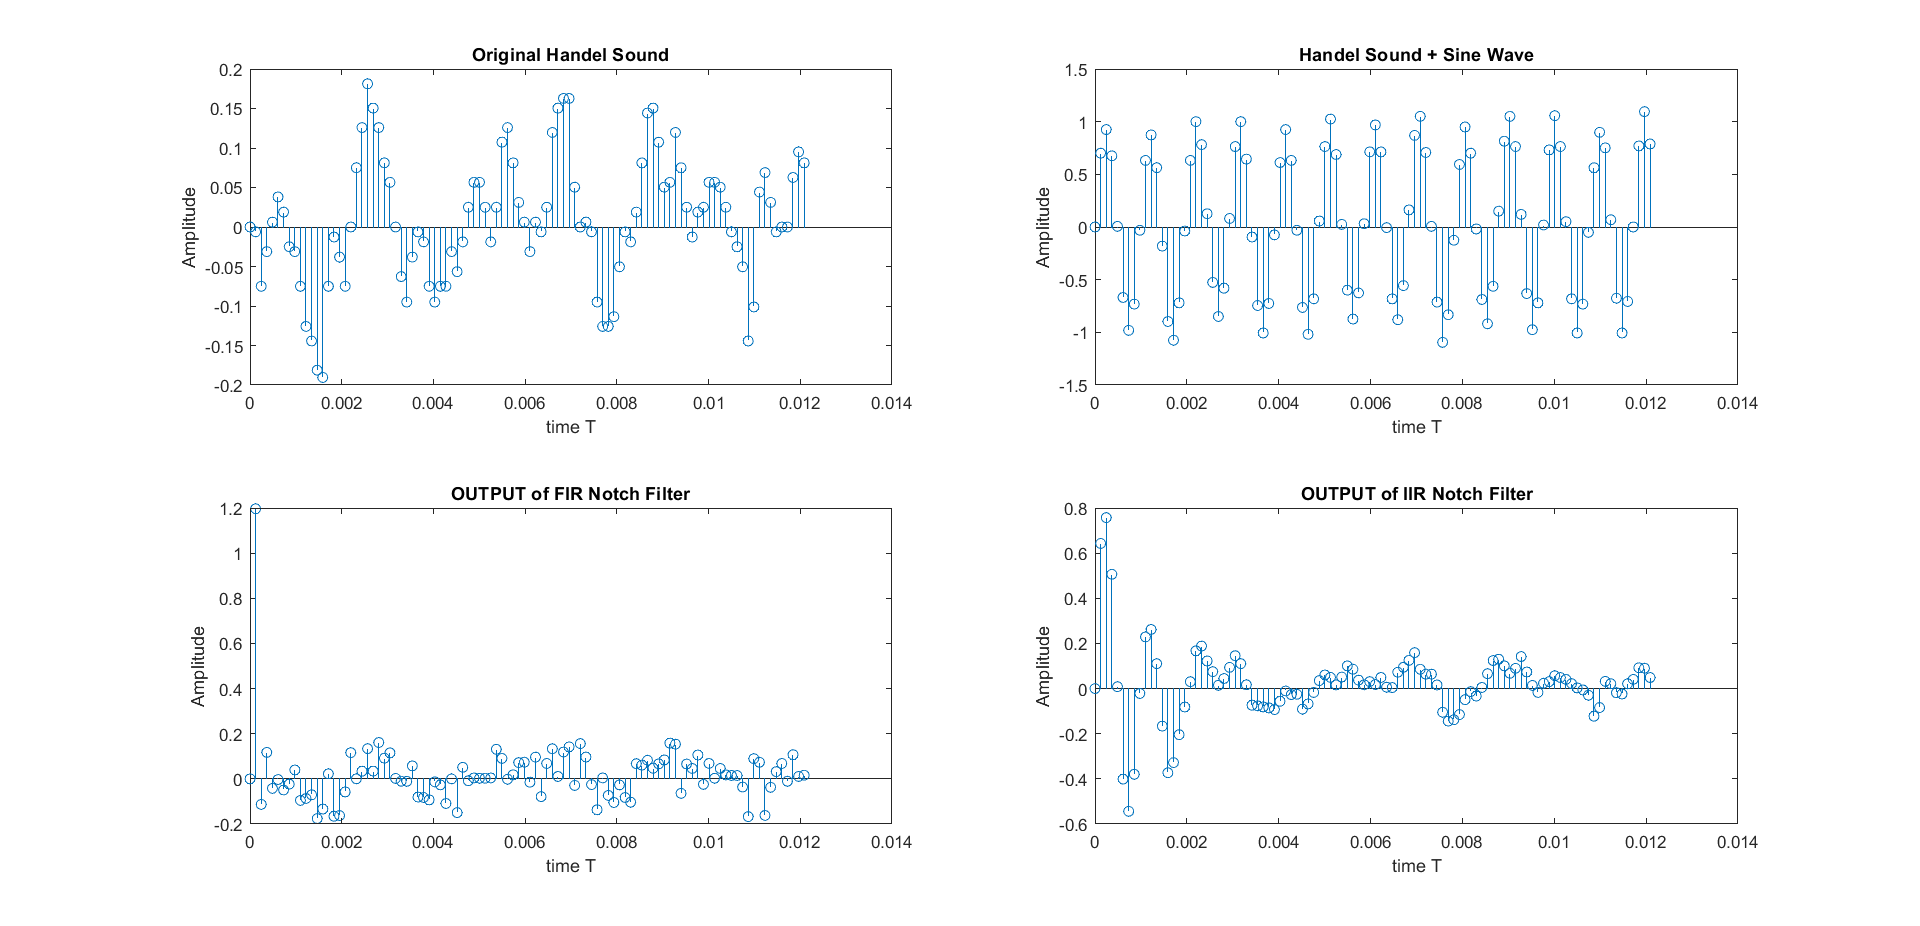 Original Handel Sound
0.2
0.15
0.1
0.05
0
-0.05
-0.1
-0.15
-0.2
Amplitude
0 0.002 0.004 0.006 0.008 0.01 0.012 0.014
time T
Handel Sound + Sine Wave
1.5
1
0.5
0
-0.5
-1
-1.5
Amplitude
0 0.002 0.004 0.006 0.008 0.01 0.012 0.014
time T
OUTPUT of FIR Notch Filter
1.2
1
0.8
0.6
0.4
0.2
0
-0.2
Amplitude
0 0.002 0.004 0.006 0.008 0.01 0.012 0.014
time T
OUTPUT of IIR Notch Filter
0.8
0.6
0.4
0.2
0
-0.2
-0.4
-0.6
Amplitude
0 0.002 0.004 0.006 0.008 0.01 0.012 0.014
time T